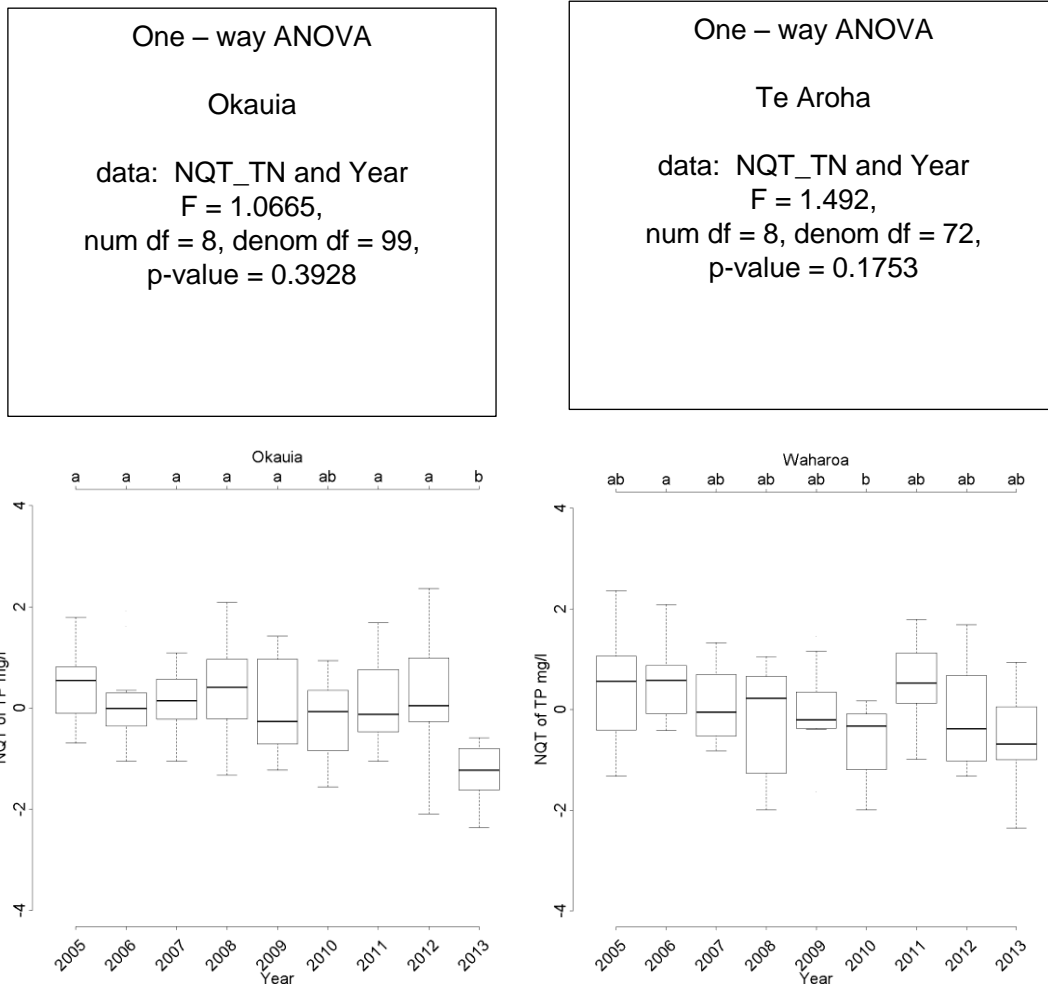 One – way ANOVA
Okauia
data: NQT_TN and Year
F = 1.0665,
num df = 8, denom df = 99,
p-value = 0.3928
One – way ANOVA
Te Aroha
data: NQT_TN and Year
F = 1.492,
num df = 8, denom df = 72,
p-value = 0.1753
Okauia
a a a a a ab a a b
4
2
0
-2
-4
NQT of TP mg/l
2005 2006 2007 2008 2009 2010 2011 2012 2013
Year
Waharoa
ab a ab ab ab b ab ab ab
4
2
0
-2
-4
NQT of TP mg/l
2005 2006 2007 2008 2009 2010 2011 2012 2013
Year